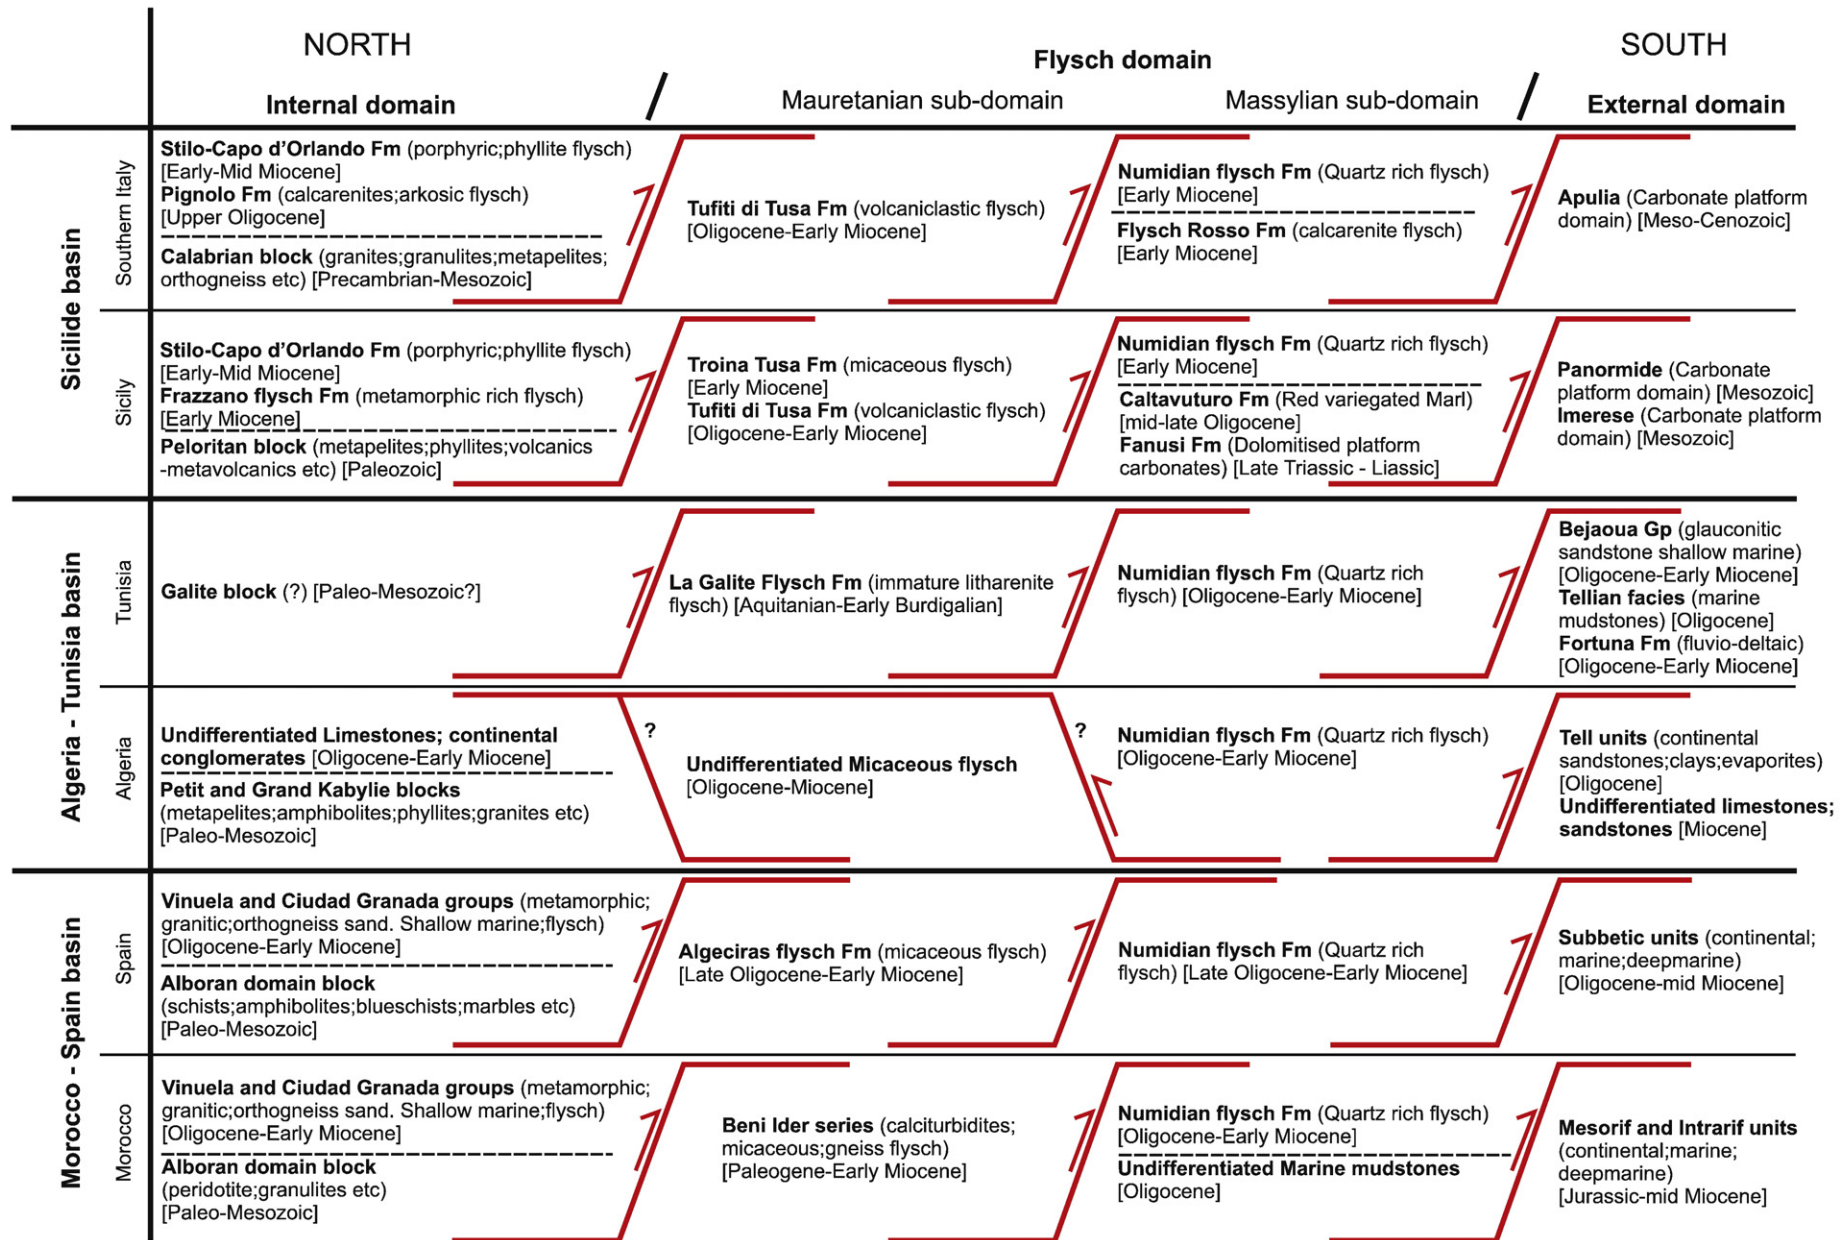 NORTH
SOUTH
Flysch domain
Internal domain
Mauretanian sub-domain
Massylian sub-domain
External domain
Sicilide basin
Southern Italy
Stilo-Capo d'Orlando Fm (porphyric;phyllite flysch)
[Early-Mid Miocene]
Pignolo Fm (calcarenites;arkosic flysch)
[Upper Oligocene]
Calabrian block (granites;granulites;metapelites;
orthogneiss etc) [Precambrian-Mesozoic]
Tufiti di Tusa Fm (volcaniclastic flysch)
[Oligocene-Early Miocene]
Numidian flysch Fm (Quartz rich flysch)
[Early Miocene]
Flysch Rosso Fm (calcarenite flysch)
[Early Miocene]
Apulia (Carbonate platform
domain) [Meso-Cenozoic]
Sicily
Stilo-Capo d'Orlando Fm (porphyric;phyllite flysch)
[Early-Mid Miocene]
Frazzano flysch Fm (metamorphic rich flysch)
[Early Miocene]
Peloritan block (metapelites;phyllites;volcanics
-metavolcanics etc) [Paleozoic]
Troina Tusa Fm (micaceous flysch)
[Early Miocene]
Tufiti di Tusa Fm (volcaniclastic flysch)
[Oligocene-Early Miocene]
Numidian flysch Fm (Quartz rich flysch)
[Early Miocene]
Caltavuturo Fm (Red variegated Marl)
[mid-late Oligocene]
Fanusi Fm (Dolomitised platform
carbonates) [Late Triassic - Liassic]
Panormide (Carbonate
platform domain) [Mesozoic]
Imerese (Carbonate platform
domain) [Mesozoic]
Algeria - Tunisia basin
Tunisia
Galite block (?) [Paleo-Mesozoic?]
La Galite Flysch Fm (immature litharenite
flysch) [Aquitanian-Early Burdigalian]
Numidian flysch Fm (Quartz rich
flysch) [Oligocene-Early Miocene]
Bejaoua Gp (glauconitic
sandstone shallow marine)
[Oligocene-Early Miocene]
Tellian facies (marine
mudstones) [Oligocene]
Fortuna Fm (fluvio-deltaic)
[Oligocene-Early Miocene]
Algeria
Undifferentiated Limestones; continental
conglomerates [Oligocene-Early Miocene]
Petit and Grand Kabylie blocks
(metapelites;amphibolites;phyllites;granites etc)
[Paleo-Mesozoic]
?
Undifferentiated Micaceous flysch
[Oligocene-Miocene]
?
Numidian flysch Fm (Quartz rich flysch)
[Oligocene-Early Miocene]
Tell units (continental
sandstones;clays;evaporites)
[Oligocene]
Undifferentiated limestones;
sandstones [Miocene]
Morocco - Spain basin
Spain
Vinuela and Ciudad Granada groups (metamorphic;
granitic;orthogneiss sand. Shallow marine;flysch)
[Oligocene-Early Miocene]
Alboran domain block
(schists;amphibolites;blueschists;marbles etc)
[Paleo-Mesozoic]
Algeciras flysch Fm (micaceous flysch)
[Late Oligocene-Early Miocene]
Numidian flysch Fm (Quartz rich
flysch) [Late Oligocene-Early Miocene]
Subbetic units (continental;
marine;deepmarine)
[Oligocene-mid Miocene]
Morocco
Vinuela and Ciudad Granada groups (metamorphic;
granitic;orthogneiss sand. Shallow marine;flysch)
[Oligocene-Early Miocene]
Alboran domain block
(peridotite;granulites etc)
[Paleo-Mesozoic]
Beni Ider series (calciturbidites;
micaceous;gneiss flysch)
[Paleogene-Early Miocene]
Numidian flysch Fm (Quartz rich flysch)
[Oligocene-Early Miocene]
Undifferentiated Marine mudstones
[Oligocene]
Mesorif and Intrarif units
(continental;marine;
deepmarine)
[Jurassic-mid Miocene]